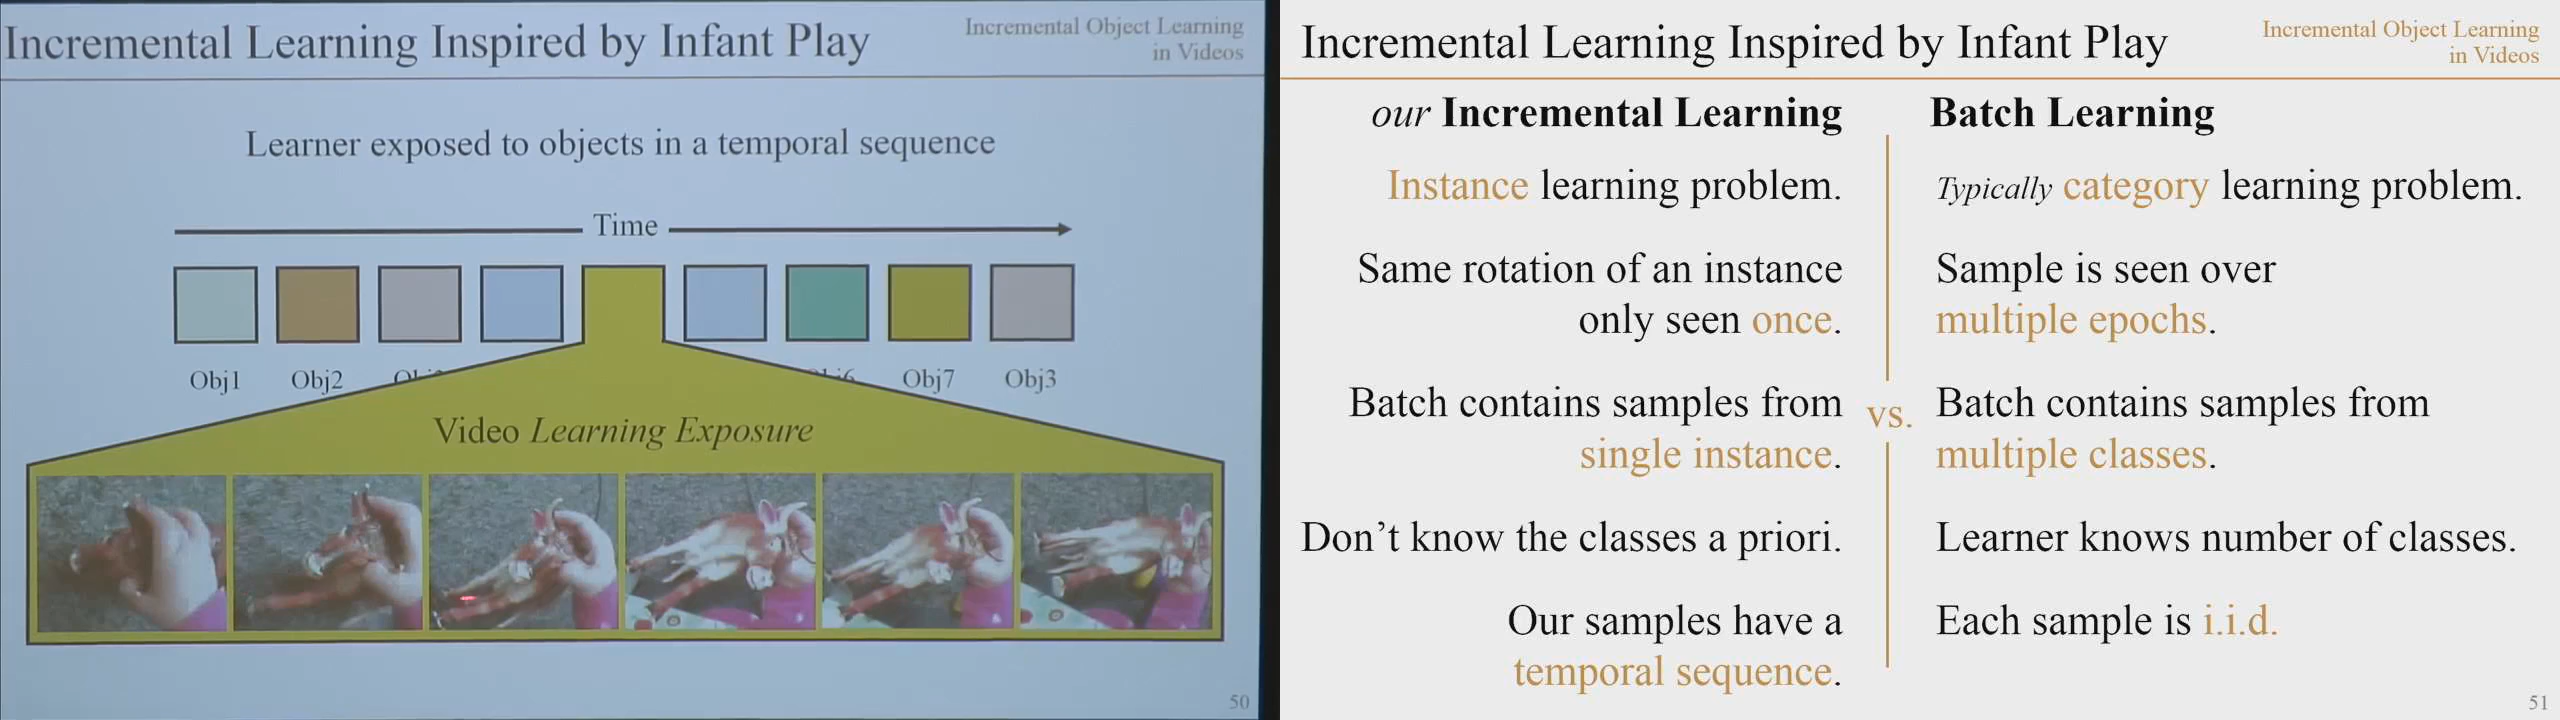 Incremental Learning Inspired by Infant Play
Incremental Object Learning
in Videos
Learner exposed to objects in a temporal sequence
Time
Obj1 Obj2 Obj7 Obj3
Video Learning Exposure
50
Incremental Learning Inspired by Infant Play
Incremental Object Learning
in Videos
our Incremental Learning
Instance learning problem.
Same rotation of an instance
only seen once.
Batch contains samples from
single instance.
Don't know the classes a priori.
Our samples have a
temporal sequence.
vs.
Batch Learning
Typically category learning problem.
Sample is seen over
multiple epochs.
Batch contains samples from
multiple classes.
Learner knows number of classes.
Each sample is i.i.d.
51